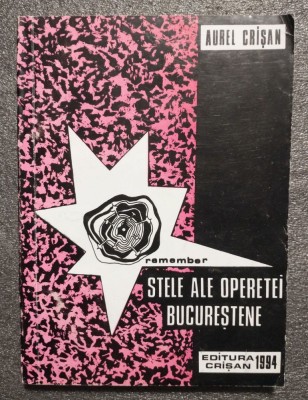 AUREL CRIŞAN
remember
STELE ALE OPERETEI
BUCUREŞTENE
EDITURA
CRIŞAN 1994